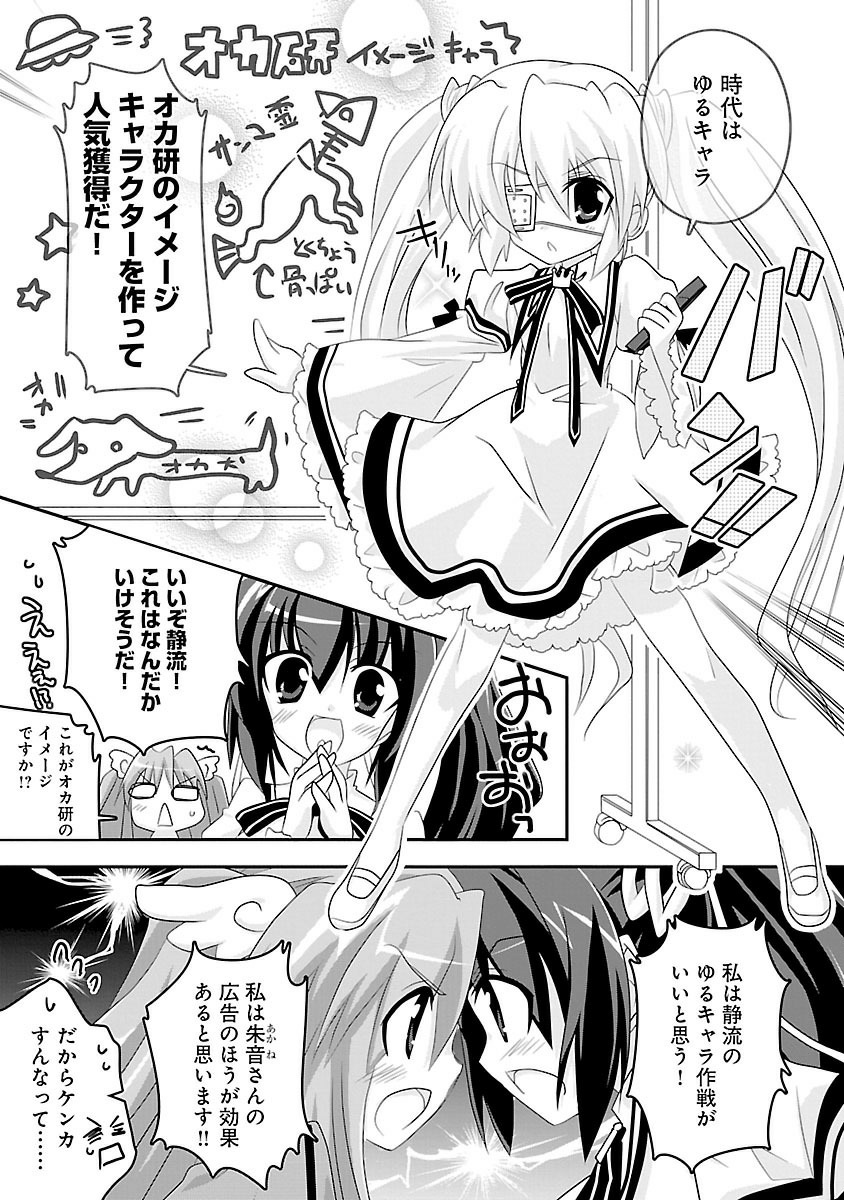 時代は
ゆるキャラ
バ
ン
!!
オカ研
イメージキャラ
オカ研のイメージ
キャラクターを作って
人気獲得だ!
サンマ
とくちょう
骨っぽい
オカ犬
いいぞ静流!
これはなんだか
いけそうだ!
おおおっ
ええぇ!?
これがオカ研の
イメージ
ですか!?
私は静流の
ゆるキャラ作戦が
いいと思う!
私は朱音さんの
あかね
広告のほうが効果
あると思います!!
だからケンカ
すんなって……